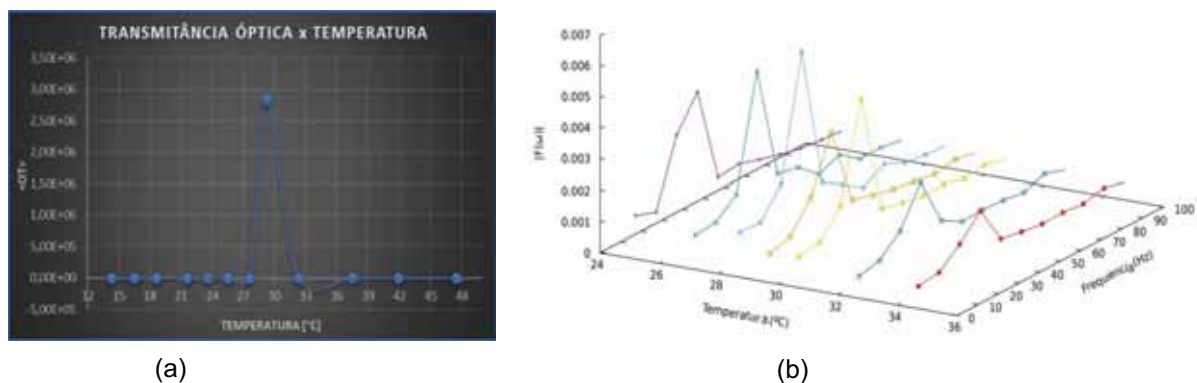 TRANSMITÂNCIA ÓPTICA x TEMPERATURA
3,50E+06
3,00E+06
2,50E+06
2,00E+06
1,50E+06
1,00E+06
5,00E+05
0,00E+00
-5,00E+05
12 15 18 21 24 27 30 33 36 39 42 45 48
TEMPERATURA [°C]
(a)
0.007
0.006
0.005
0.004
0.003
0.002
0.001
0
|F(ω)|
24 26 28 30 32 34 36
Temperatura (ºC)
0 10 20 30 40 50 60 70 80 90 100
Frequencia (Hz)
(b)